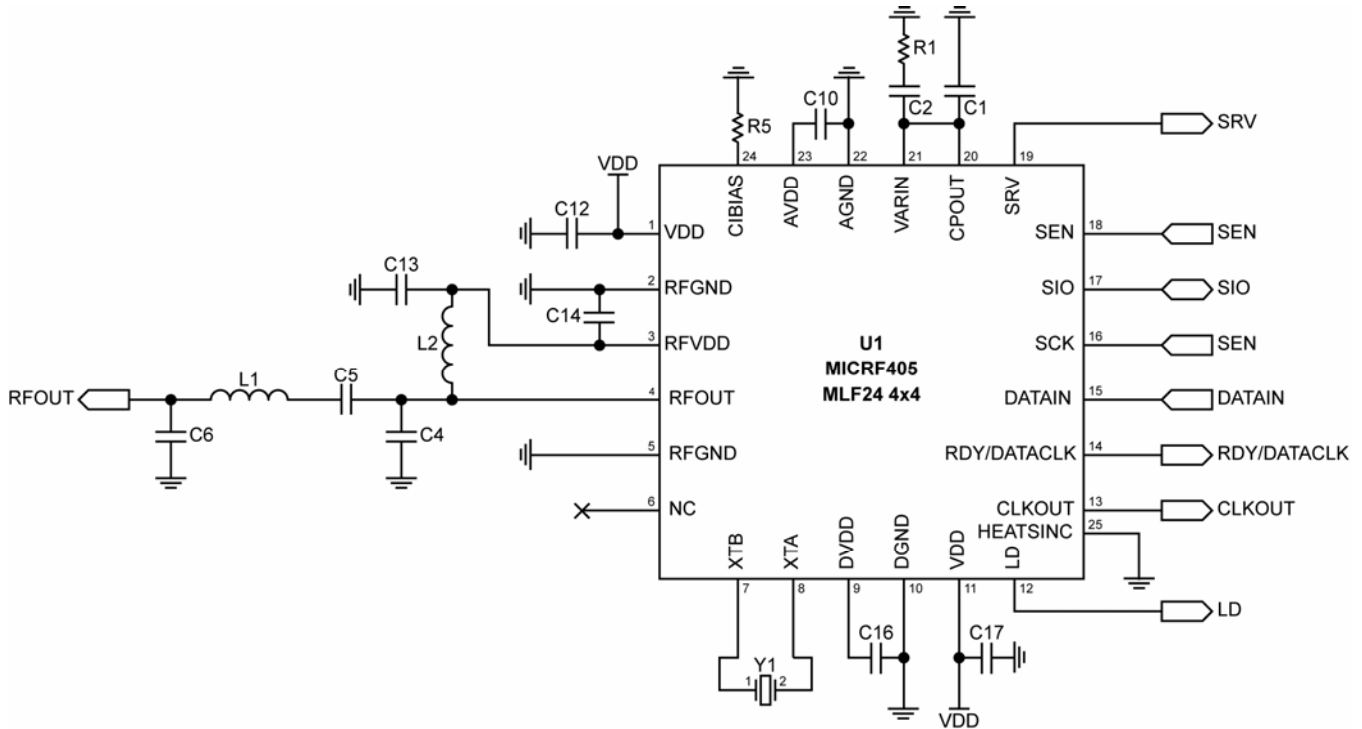 R1
C10
C2
C1
R5
SRV
24
23
22
21
20
19
VDD
CIBIAS
AVDD
AGND
VARIN
CPOUT
SRV
C12
1
VDD
SEN
18
SEN
C13
2
RFGND
SIO
17
SIO
C14
L2
3
RFVDD
U1
SCK
16
SEN
MICRF405
MLF24 4x4
RFOUT
L1
C5
4
RFOUT
DATAIN
15
DATAIN
C6
C4
5
RFGND
RDY/DATACLK
14
RDY/DATACLK
6
NC
CLKOUT
13
CLKOUT
HEATSINC
25
XTB
XTA
DVDD
DGND
VDD
LD
7
8
9
10
11
12
LD
C16
C17
Y1
1
2
VDD